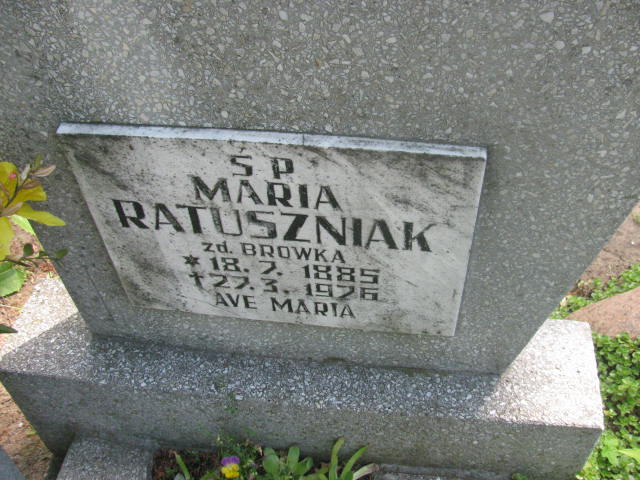 Ś P
MARIA
RATUSZNIAK
zd. BROWKA
* 18. 7. 1885
† 27. 3. 1976
AVE MARIA